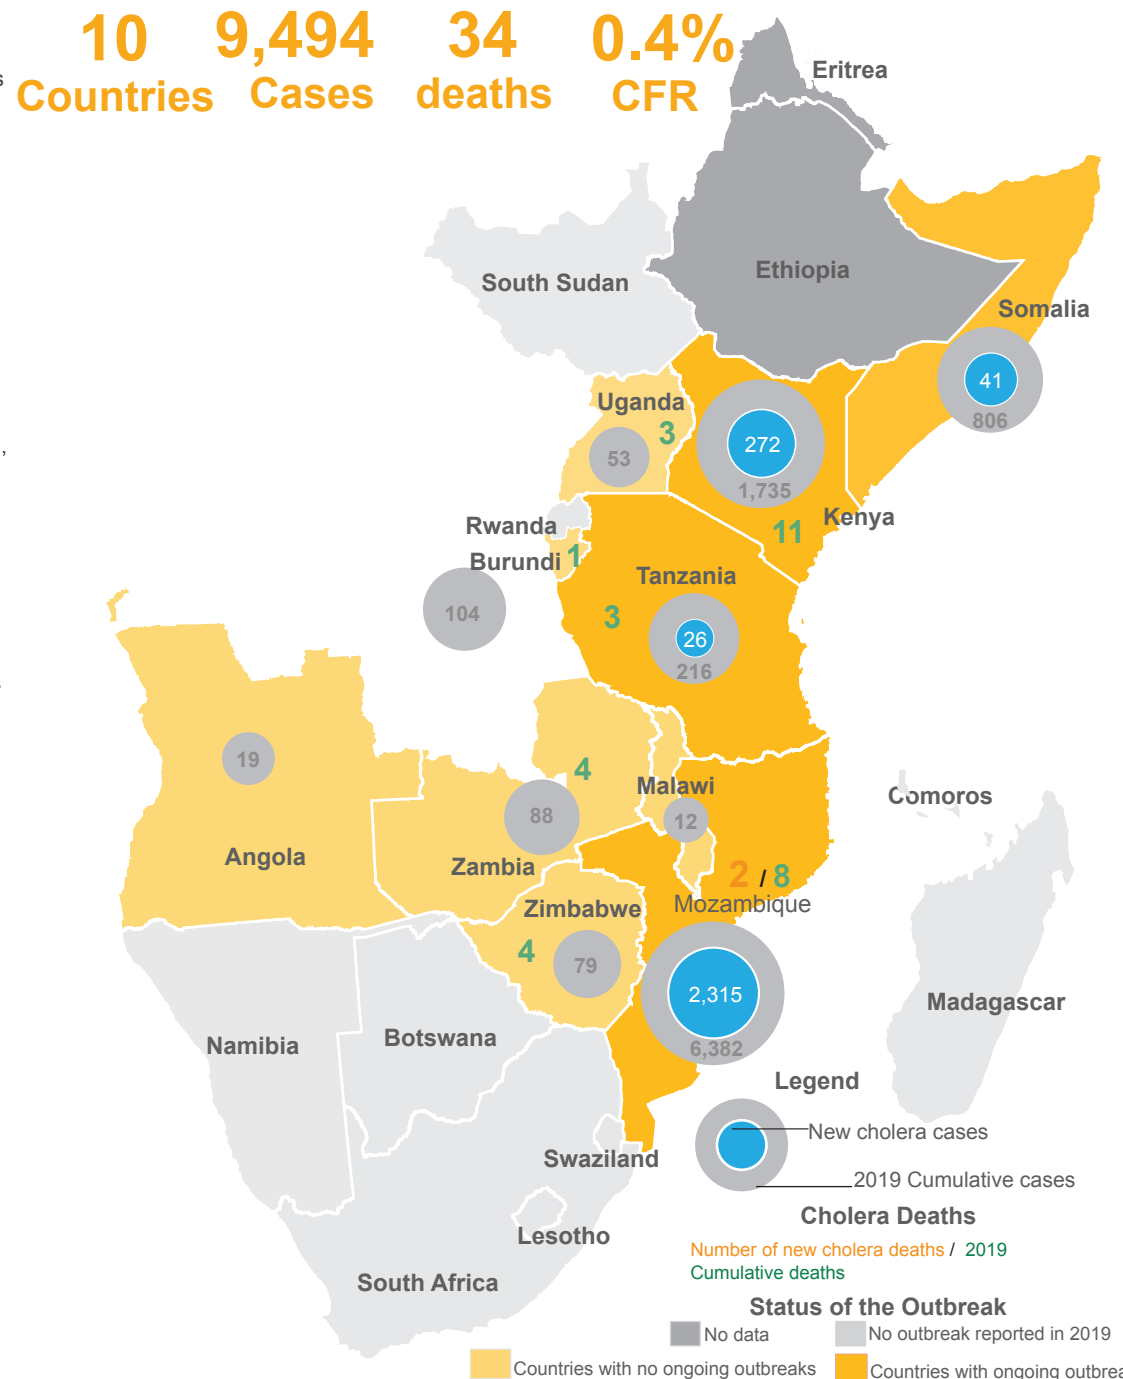 10 9,494 34 0.4%
Countries Cases deaths CFR
s
Eritrea
Ethiopia
South Sudan
Somalia
41
806
Uganda
3
53
272
1,735
,
Kenya
11
Rwanda
Burundi 1
104
Tanzania
3
26
216
s
19
4
Malawi
12
Comoros
88
Angola
Zambia
2 / 8
Mozambique
Zimbabwe
4
79
2,315
6,382
Madagascar
Namibia
Botswana
Legend
New cholera cases
Swaziland
2019 Cumulative cases
Lesotho
South Africa
Cholera Deaths
Number of new cholera deaths / 2019
Cumulative deaths
Status of the Outbreak
No data No outbreak reported in 2019
Countries with no ongoing outbreaks Countries with ongoing outbrea